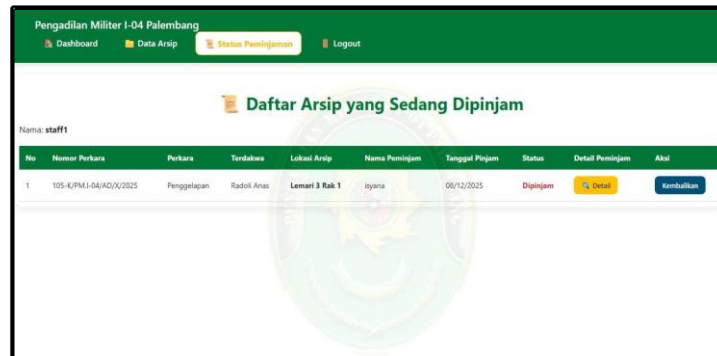 Pengadilan Militer I-04 Palembang
Dashboard Data Arsip Status Peminjaman Logout
Daftar Arsip yang Sedang Dipinjam
Nama: staff1
No Nomor Perkara Perkara Terdakwa Lokasi Arsip Nama Peminjam Tanggal Pinjam Status Detail Peminjam Aksi
1 105-K/PM.I-04/AD/X/2025 Penggelapan Radoli Anas Lemari 3 Rak 1 isyana 06/12/2025 Dipinjam Detail Kembalikan